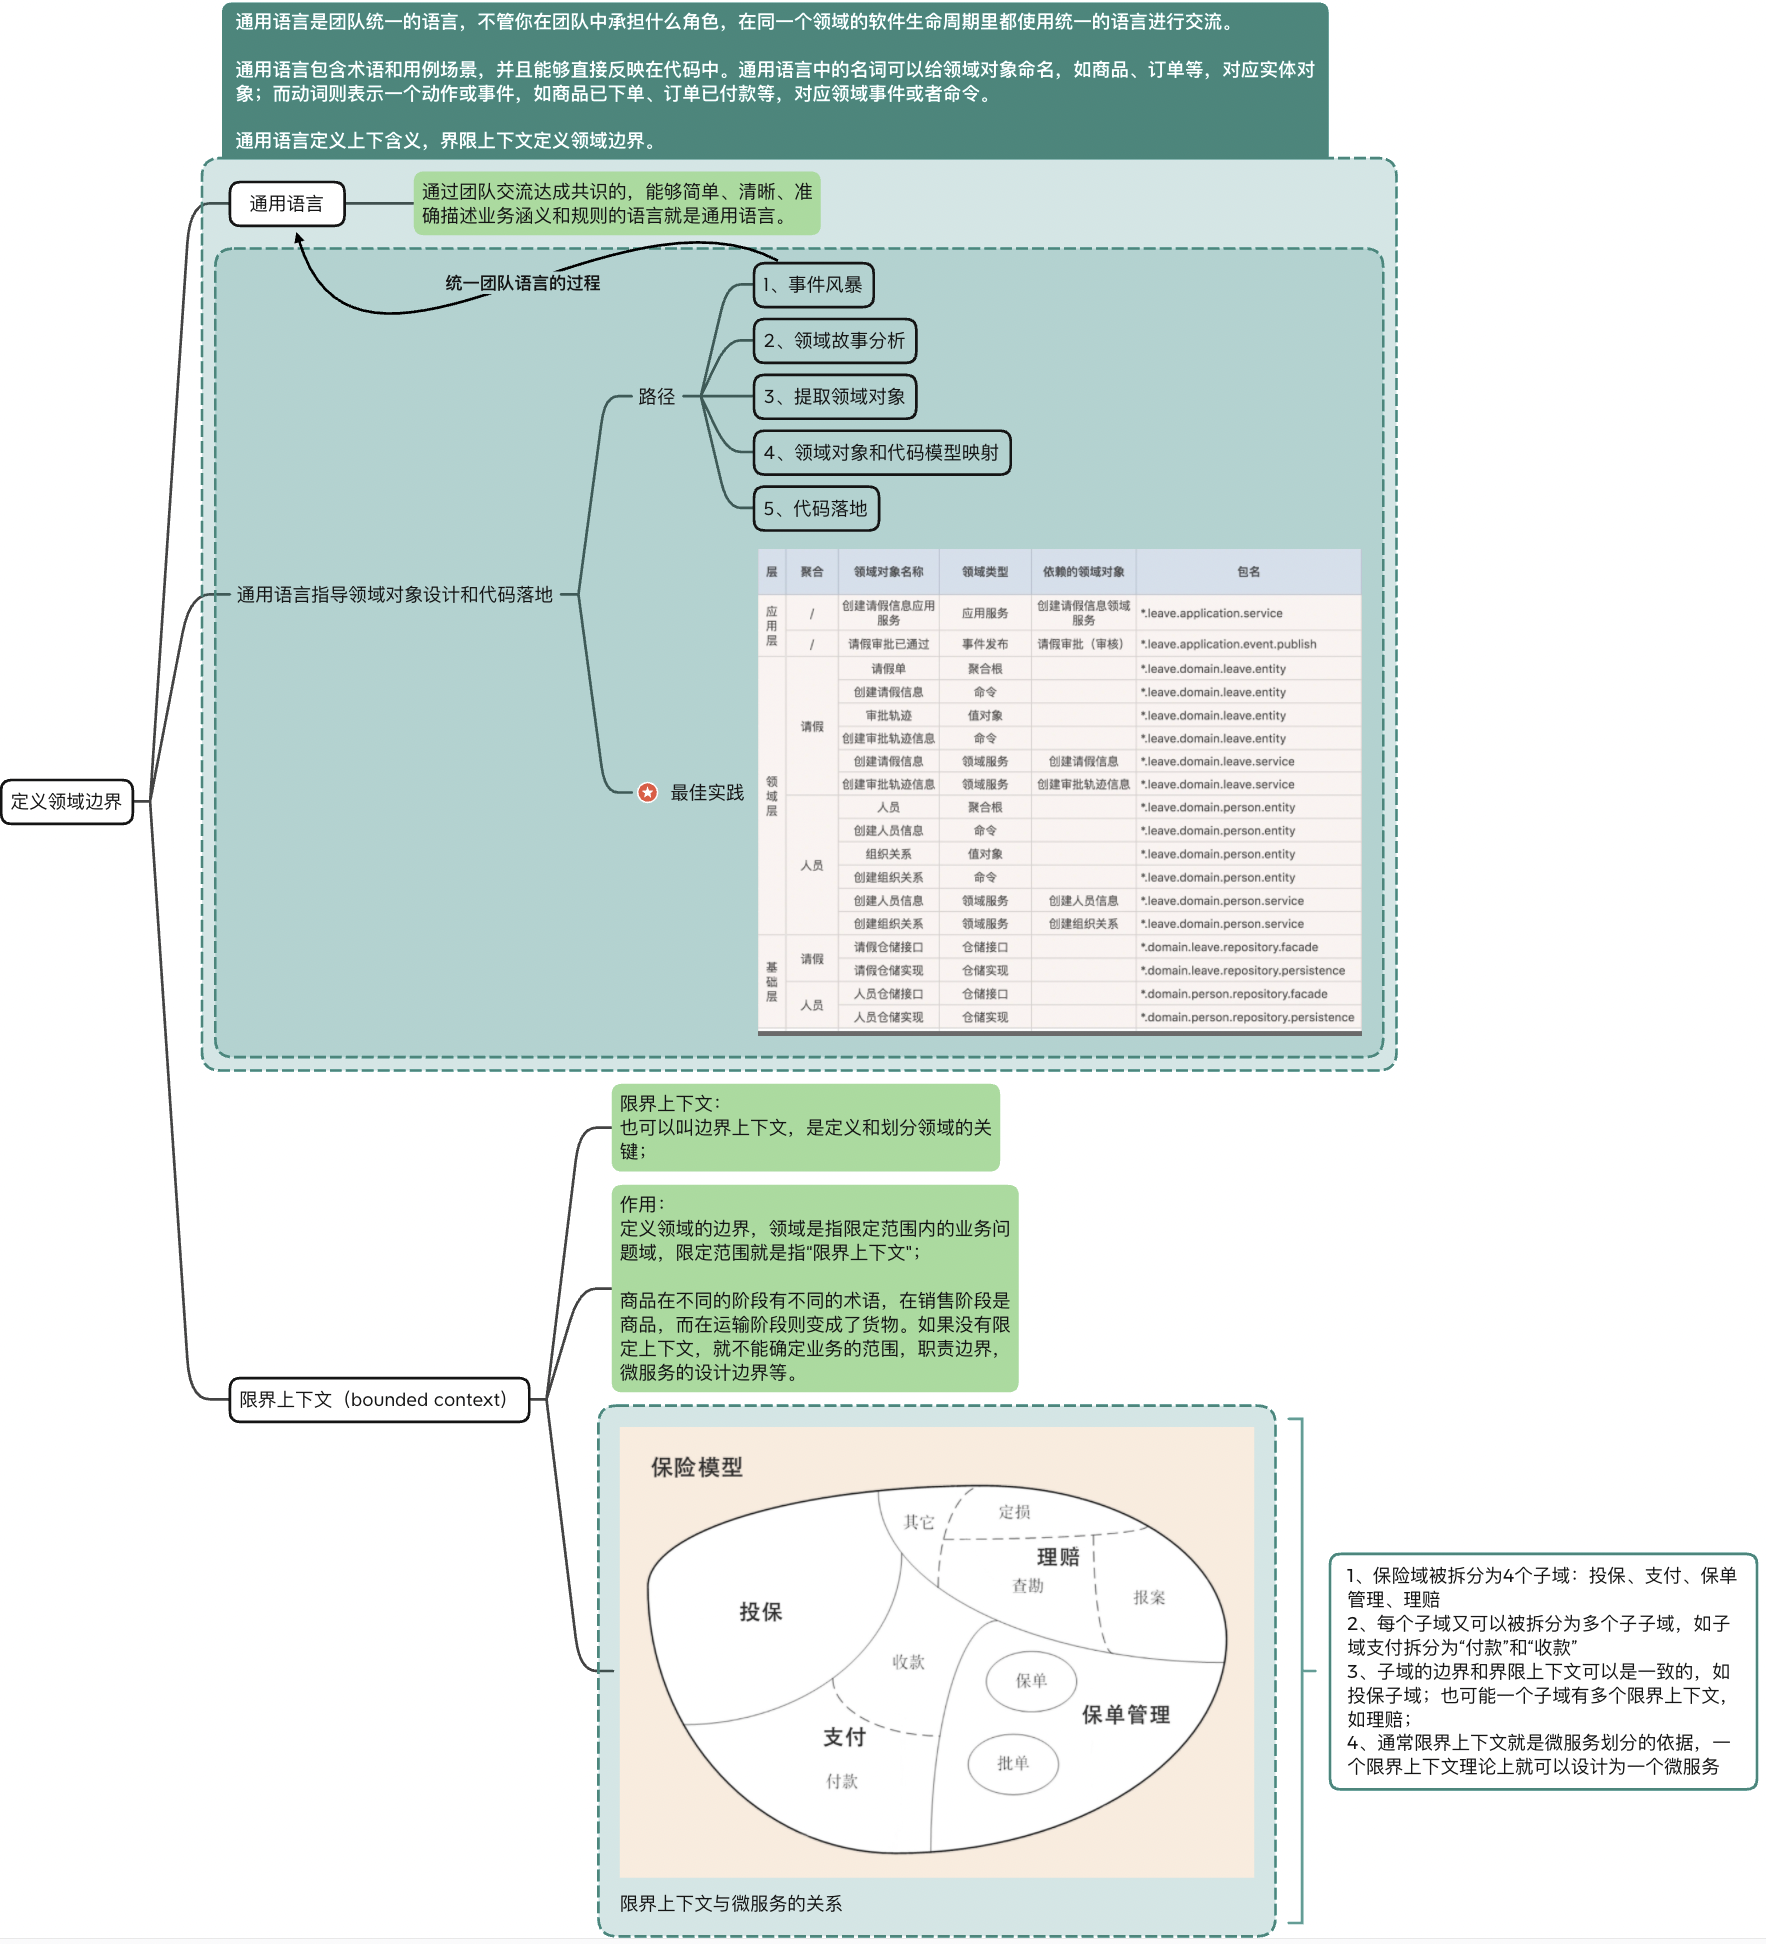 通用语言是团队统一的语言，不管你在团队中承担什么角色，在同一个领域的软件生命周期里都使用统一的语言进行交流。
通用语言包含术语和用例场景，并且能够直接反映在代码中。通用语言中的名词可以给领域对象命名，如商品、订单等，对应实体对
象；而动词则表示一个动作或事件，如商品已下单、订单已付款等，对应领域事件或者命令。
通用语言定义上下含义，界限上下文定义领域边界。
通用语言
通过团队交流达成共识的，能够简单、清晰、准
确描述业务涵义和规则的语言就是通用语言。
统一团队语言的过程
1、事件风暴
2、领域故事分析
路径
3、提取领域对象
4、领域对象和代码模型映射
5、代码落地
通用语言指导领域对象设计和代码落地
最佳实践
层 聚合 领域对象名称 领域类型 依赖的领域对象 包名
应用层 / 创建请假信息应用服务 应用服务 创建请假信息领域服务 *.leave.application.service
/ 请假审批已通过 事件发布 请假审批（审核） *.leave.application.event.publish
领域层 请假 请假单 聚合根 *.leave.domain.leave.entity
创建请假信息 命令 *.leave.domain.leave.entity
审批轨迹 值对象 *.leave.domain.leave.entity
创建审批轨迹信息 命令 *.leave.domain.leave.entity
创建请假信息 领域服务 创建请假信息 *.leave.domain.leave.service
创建审批轨迹信息 领域服务 创建审批轨迹信息 *.leave.domain.leave.service
人员 人员 聚合根 *.leave.domain.person.entity
创建人员信息 命令 *.leave.domain.person.entity
组织关系 值对象 *.leave.domain.person.entity
创建组织关系 命令 *.leave.domain.person.entity
创建人员信息 领域服务 创建人员信息 *.leave.domain.person.service
创建组织关系 领域服务 创建组织关系 *.leave.domain.person.service
基础层 请假 请假仓储接口 仓储接口 *.domain.leave.repository.facade
请假仓储实现 仓储实现 *.domain.leave.repository.persistence
人员 人员仓储接口 仓储接口 *.domain.person.repository.facade
人员仓储实现 仓储实现 *.domain.person.repository.persistence
定义领域边界
限界上下文：
也可以叫边界上下文，是定义和划分领域的关
键；
作用：
定义领域的边界，领域是指限定范围内的业务问
题域，限定范围就是指"限界上下文"；
商品在不同的阶段有不同的术语，在销售阶段是
商品，而在运输阶段则变成了货物。如果没有限
定上下文，就不能确定业务的范围，职责边界，
微服务的设计边界等。
限界上下文（bounded context）
保险模型
其它
定损
理赔
查勘
报案
投保
收款
保单
保单管理
支付
批单
付款
限界上下文与微服务的关系
1、保险域被拆分为4个子域：投保、支付、保单
管理、理赔
2、每个子域又可以被拆分为多个子子域，如子
域支付拆分为“付款”和“收款”
3、子域的边界和界限上下文可以是一致的，如
投保子域；也可能一个子域有多个限界上下文，
如理赔；
4、通常限界上下文就是微服务划分的依据，一
个限界上下文理论上就可以设计为一个微服务